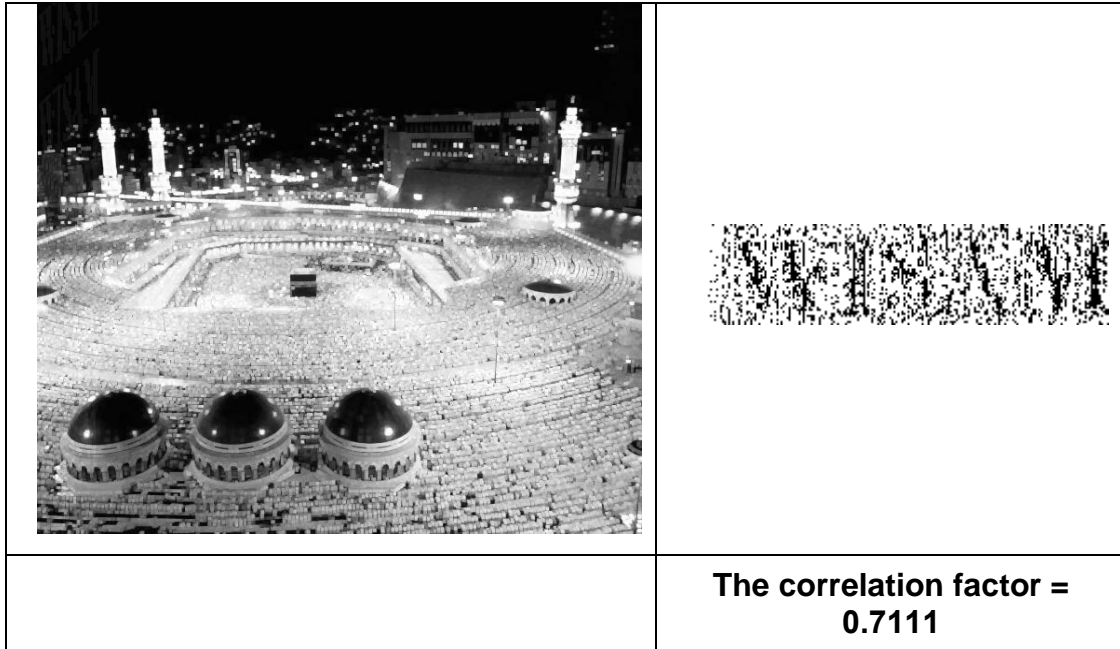 The correlation factor =
0.7111